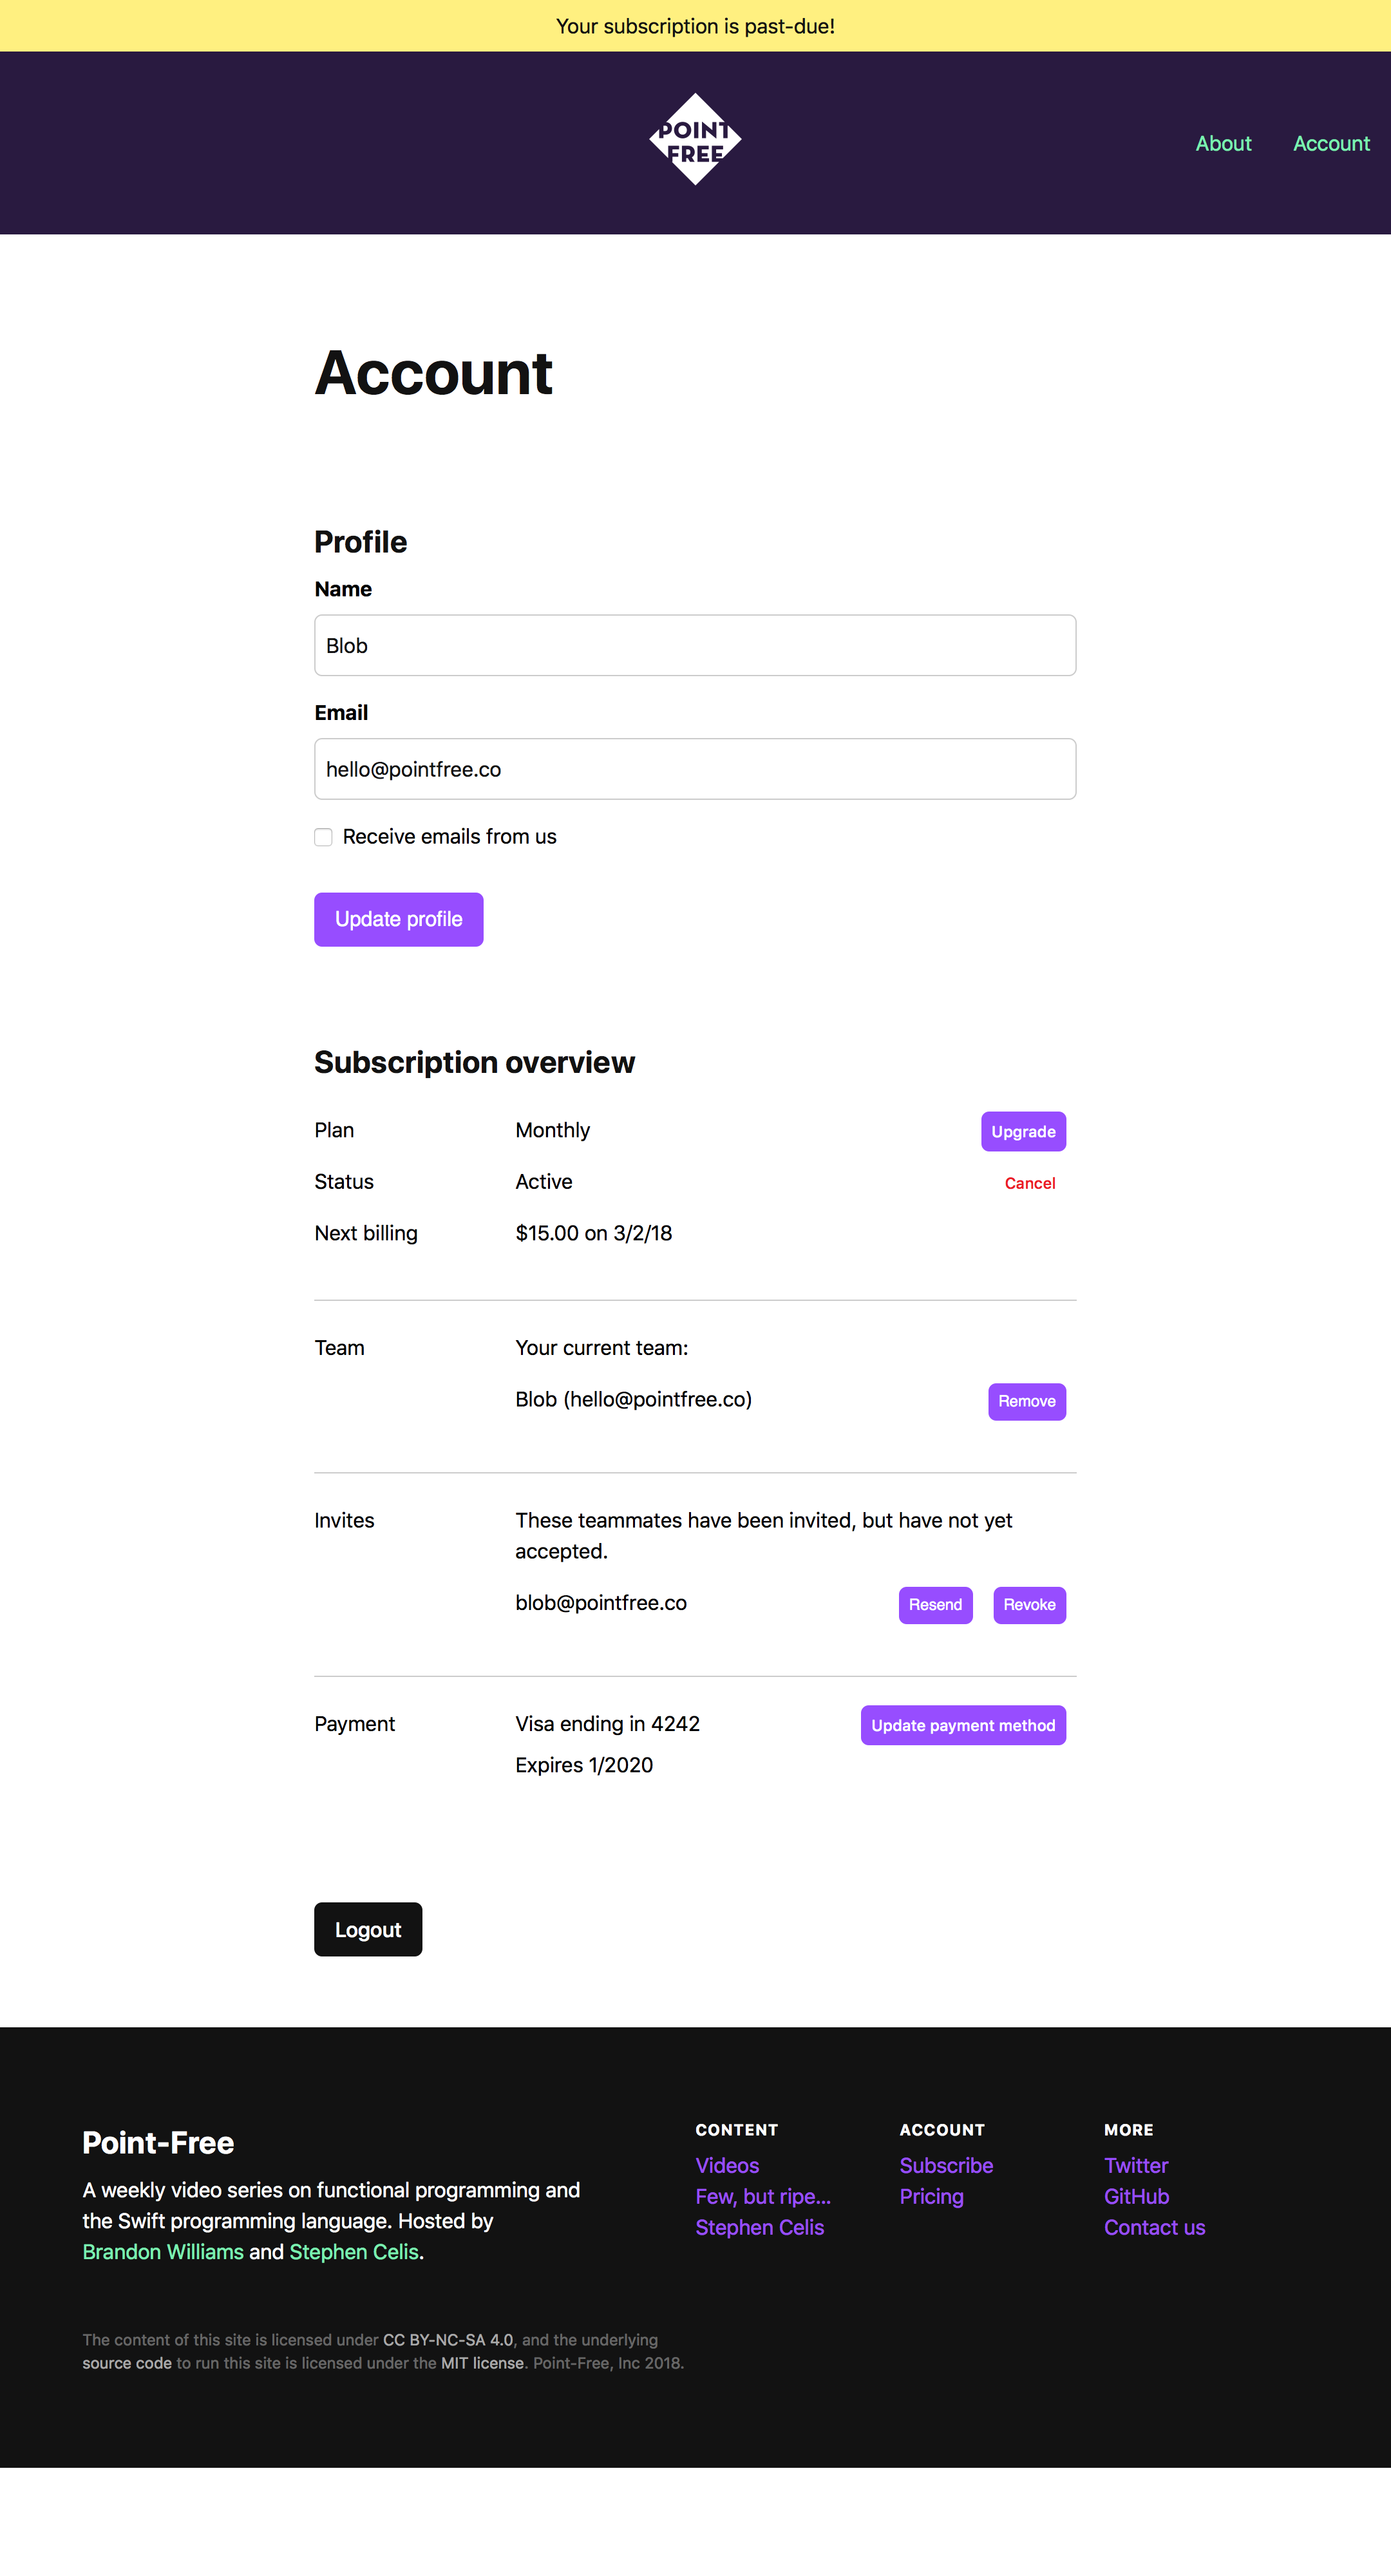 Your subscription is past-due!
POINT
FREE
About
Account
Account
Profile
Name
Blob
Email
hello@pointfree.co
Receive emails from us
Update profile
Subscription overview
Plan
Monthly
Upgrade
Status
Active
Cancel
Next billing
$15.00 on 3/2/18
Team
Your current team:
Blob (hello@pointfree.co)
Remove
Invites
These teammates have been invited, but have not yet
accepted.
blob@pointfree.co
Resend
Revoke
Payment
Visa ending in 4242
Update payment method
Expires 1/2020
Logout
Point-Free
A weekly video series on functional programming and
the Swift programming language. Hosted by
Brandon Williams and Stephen Celis.
CONTENT
Videos
Few, but ripe...
Stephen Celis
ACCOUNT
Subscribe
Pricing
MORE
Twitter
GitHub
Contact us
The content of this site is licensed under CC BY-NC-SA 4.0, and the underlying
source code to run this site is licensed under the MIT license. Point-Free, Inc 2018.